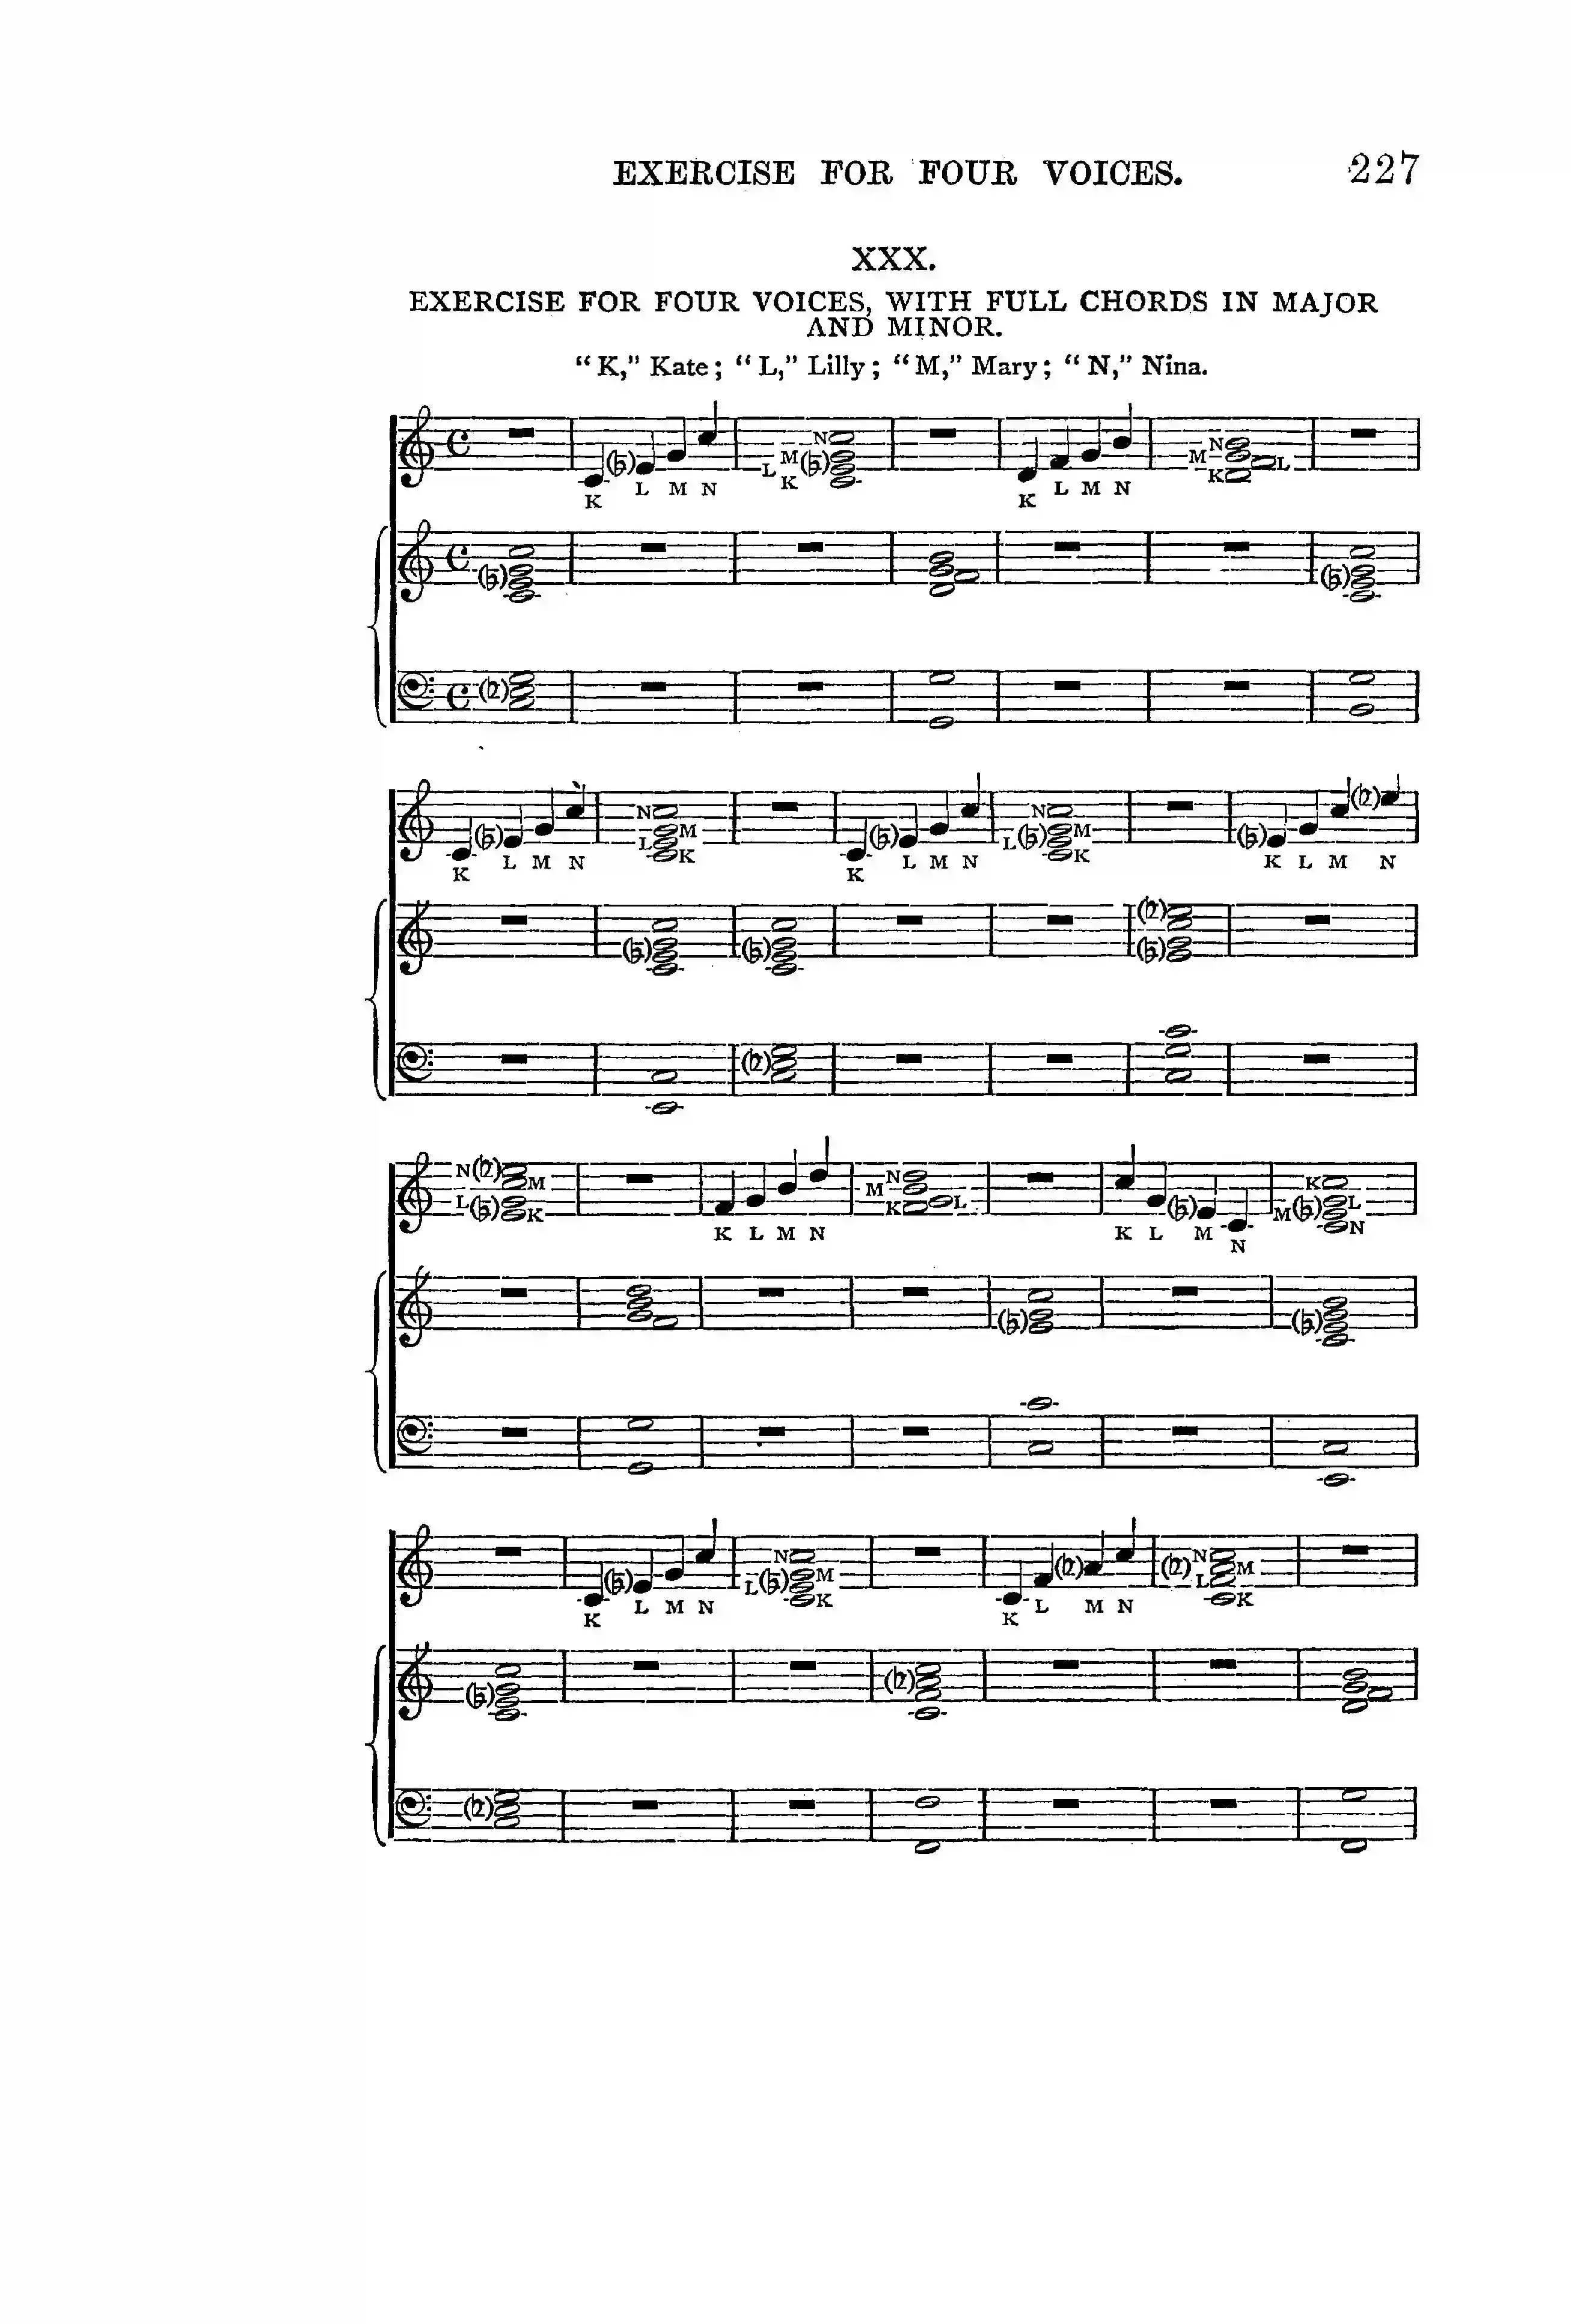 EXERCISE FOR FOUR VOICES. 227
XXX.
EXERCISE FOR FOUR VOICES, WITH FULL CHORDS IN MAJOR
AND MINOR.
“K,” Kate; “L,” Lilly; “M,” Mary; “N,” Nina.
N M L K N M L
K
K L M N K L M N
N M L K N M L K
K L M N K L M N K L M N
N M L K N M L K K L M N
K L M N K L M N
N M L K N M L K
K L M N K L M N